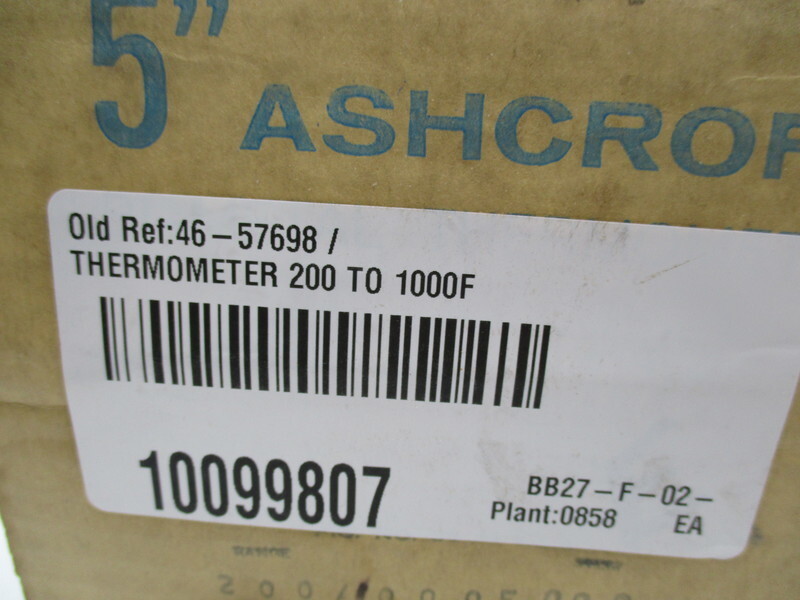 5" ASHCROF
Old Ref:46-57698 /
THERMOMETER 200 TO 1000F
10099807
BB27-F-02-
Plant:0858 EA